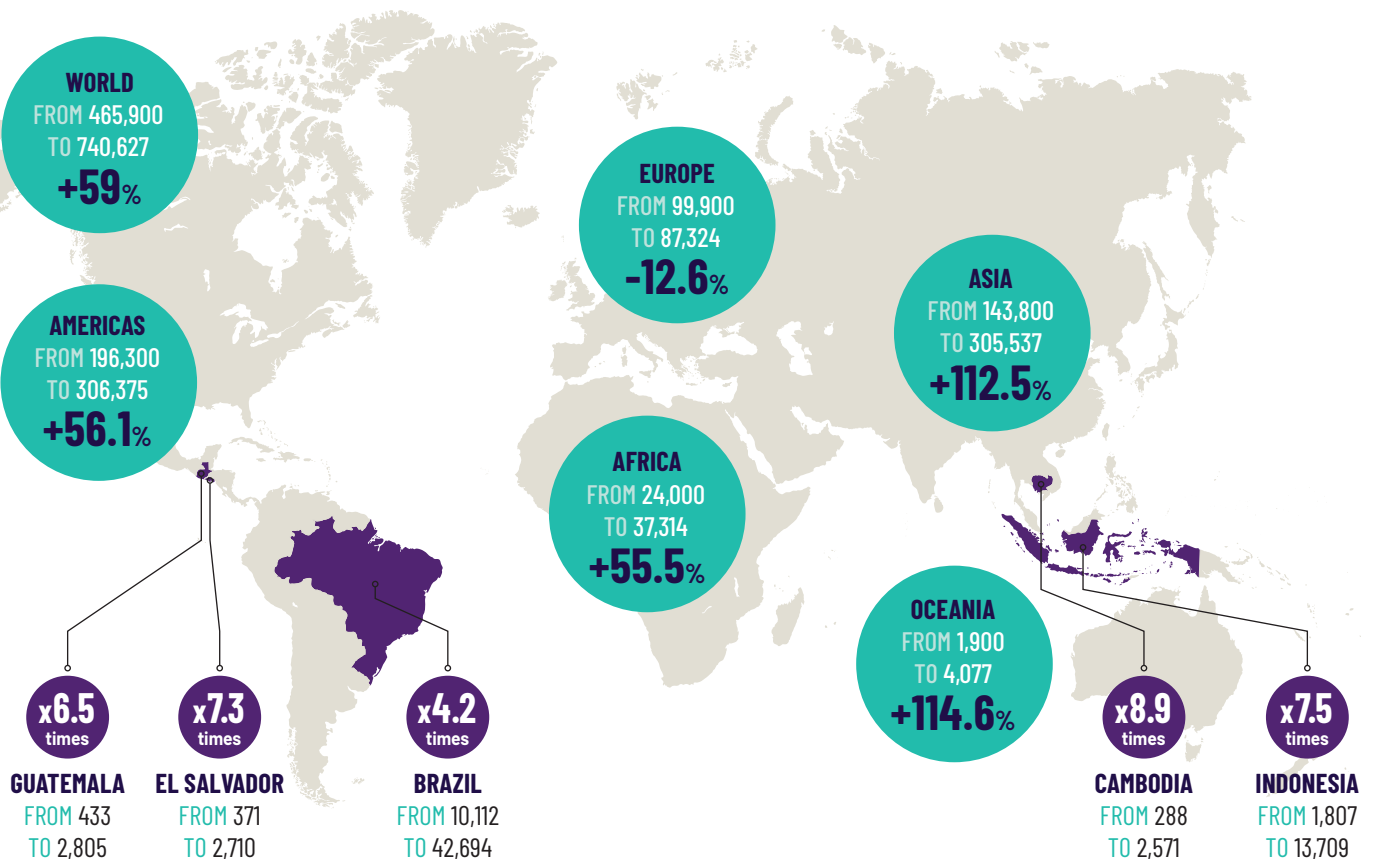 WORLD
FROM 465,900
TO 740,627
+59%
AMERICAS
FROM 196,300
TO 306,375
+56.1%
EUROPE
FROM 99,900
TO 87,324
-12.6%
AFRICA
FROM 24,000
TO 37,314
+55.5%
ASIA
FROM 143,800
TO 305,537
+112.5%
OCEANIA
FROM 1,900
TO 4,077
+114.6%
x6.5
times
GUATEMALA
FROM 433
TO 2,805
x7.3
times
EL SALVADOR
FROM 371
TO 2,710
x4.2
times
BRAZIL
FROM 10,112
TO 42,694
x8.9
times
CAMBODIA
FROM 288
TO 2,571
x7.5
times
INDONESIA
FROM 1,807
TO 13,709